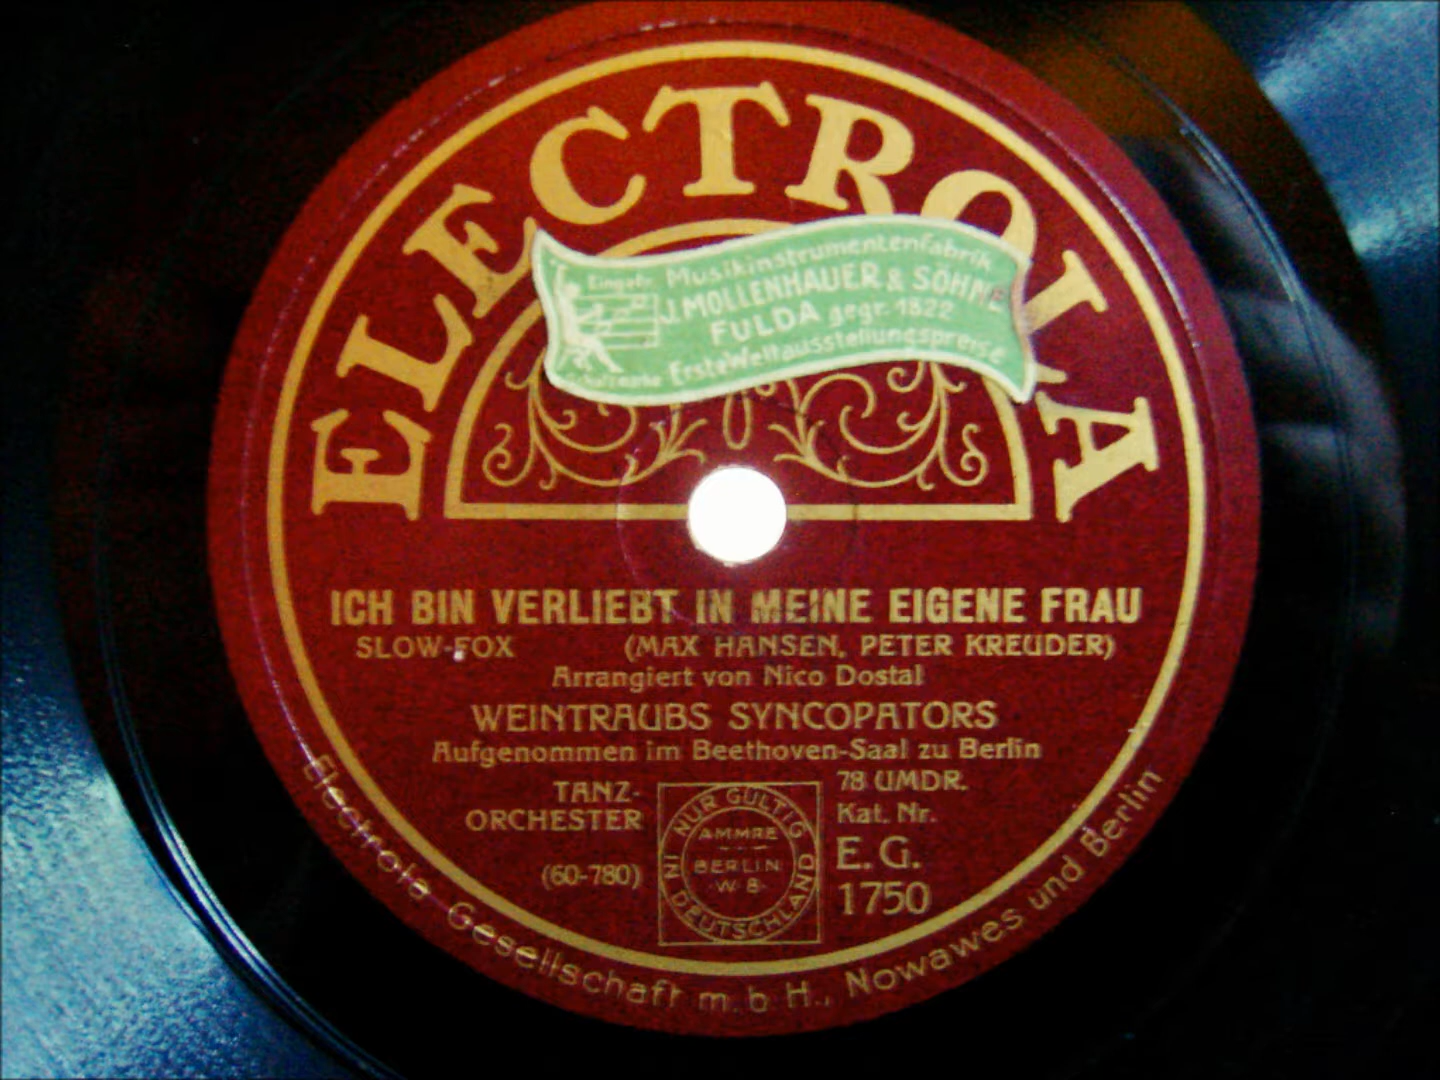 ELECTROLA
Eingetr. Musikinstrumentenfabrik
J. MOLLENHAUER & SÖHNE
FULDA gegr. 1822
Erste Weltausstellungspreise
ICH BIN VERLIEBT IN MEINE EIGENE FRAU
SLOW-FOX (MAX HANSEN, PETER KREUDER)
Arrangiert von Nico Dostal
WEINTRAUBS SYNCOPATORS
Aufgenommen im Beethoven-Saal zu Berlin
TANZ-
ORCHESTER
(60-780)
NUR GÜLTIG
IN DEUTSCHLAND
AMMRE
BERLIN
W·8
78 UMDR.
Kat. Nr.
E. G.
1750
Electrola Gesellschaft m. b. H., Nowawes und Berlin